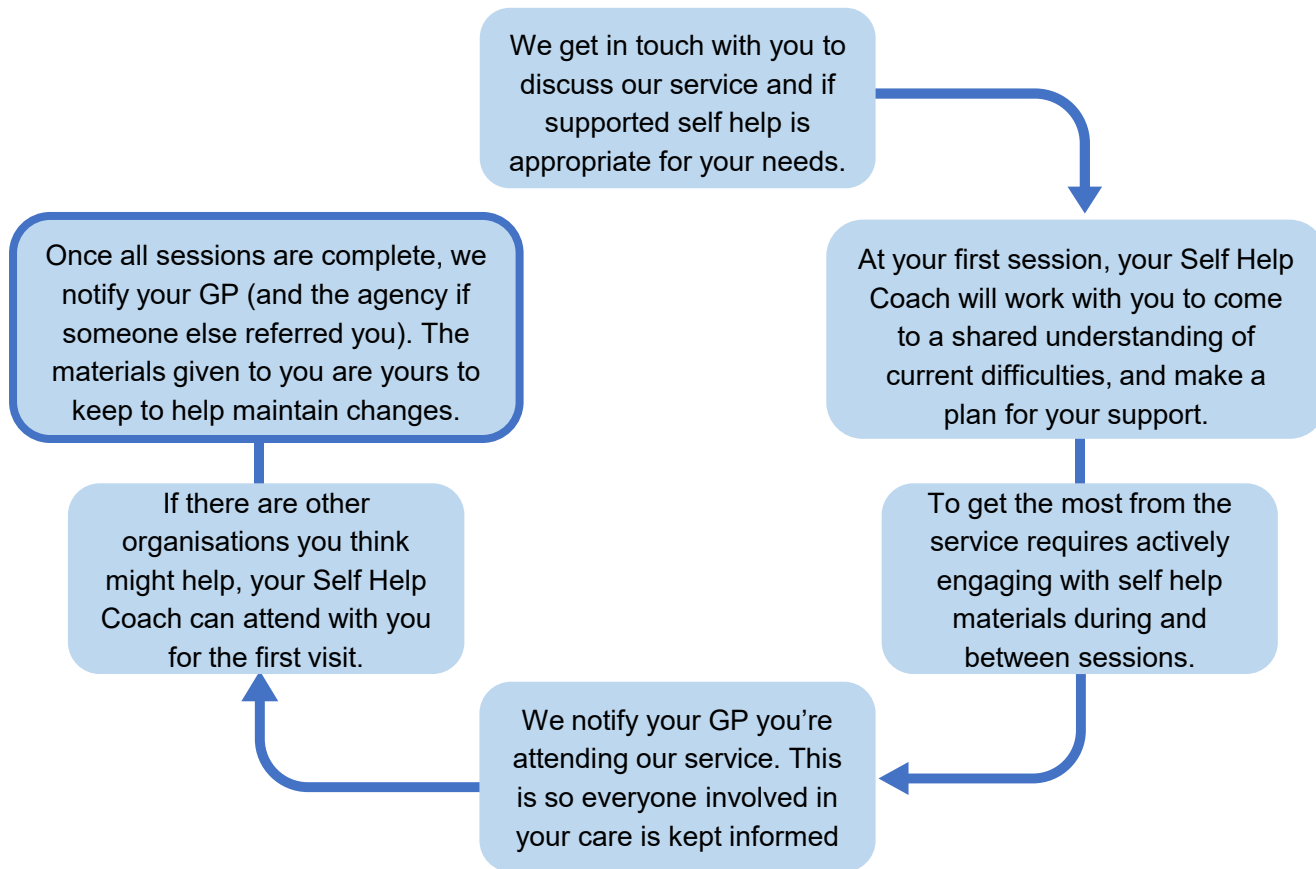 We get in touch with you to
discuss our service and if
supported self help is
appropriate for your needs.
At your first session, your Self Help
Coach will work with you to come
to a shared understanding of
current difficulties, and make a
plan for your support.
To get the most from the
service requires actively
engaging with self help
materials during and
between sessions.
We notify your GP you’re
attending our service. This
is so everyone involved in
your care is kept informed
If there are other
organisations you think
might help, your Self Help
Coach can attend with you
for the first visit.
Once all sessions are complete, we
notify your GP (and the agency if
someone else referred you). The
materials given to you are yours to
keep to help maintain changes.